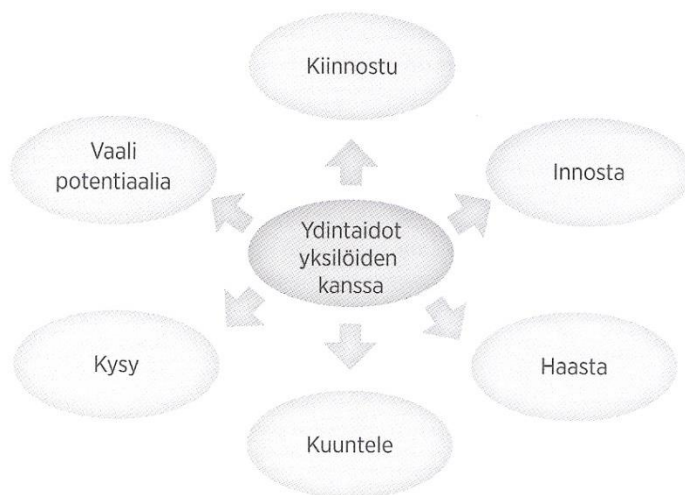 Kiinnostu
Vaali
potentiaalia
Innosta
Ydintaidot
yksilöiden
kanssa
Kysy
Haasta
Kuuntele